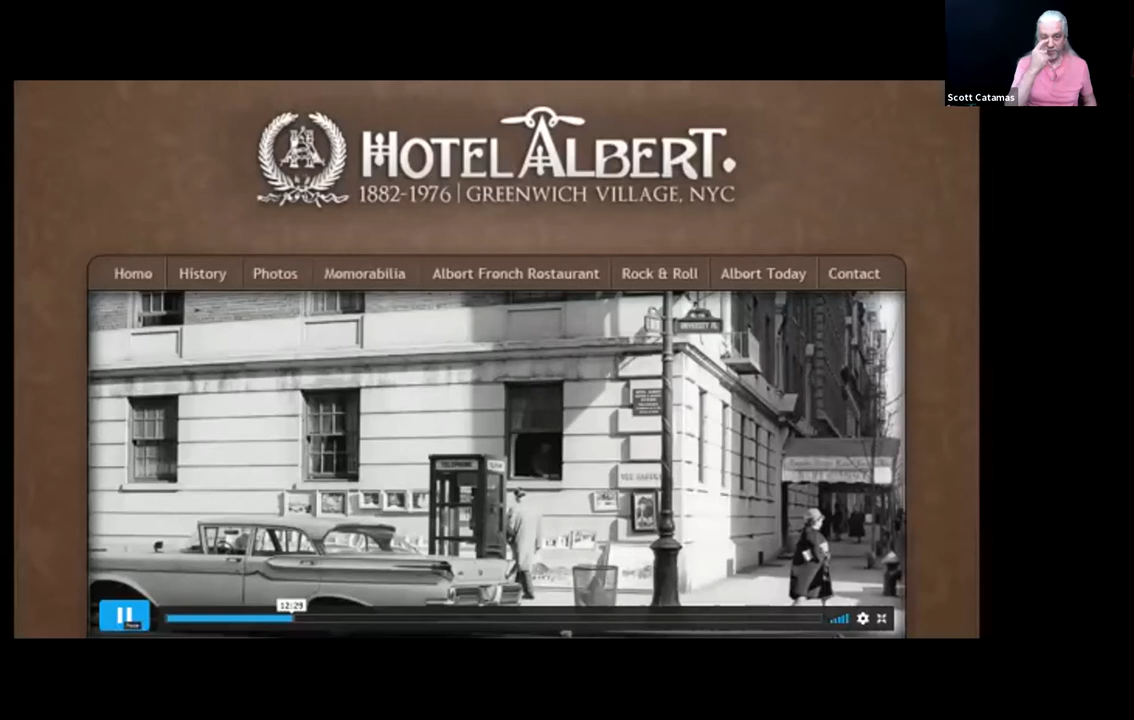 Scott Catamas
HOTEL ALBERT.
1882-1976 | GREENWICH VILLAGE, NYC
Home
History
Photos
Memorabilia
Albert French Restaurant
Rock & Roll
Albert Today
Contact
UNIVERSITY PL
TELEPHONE
12:29
Pause